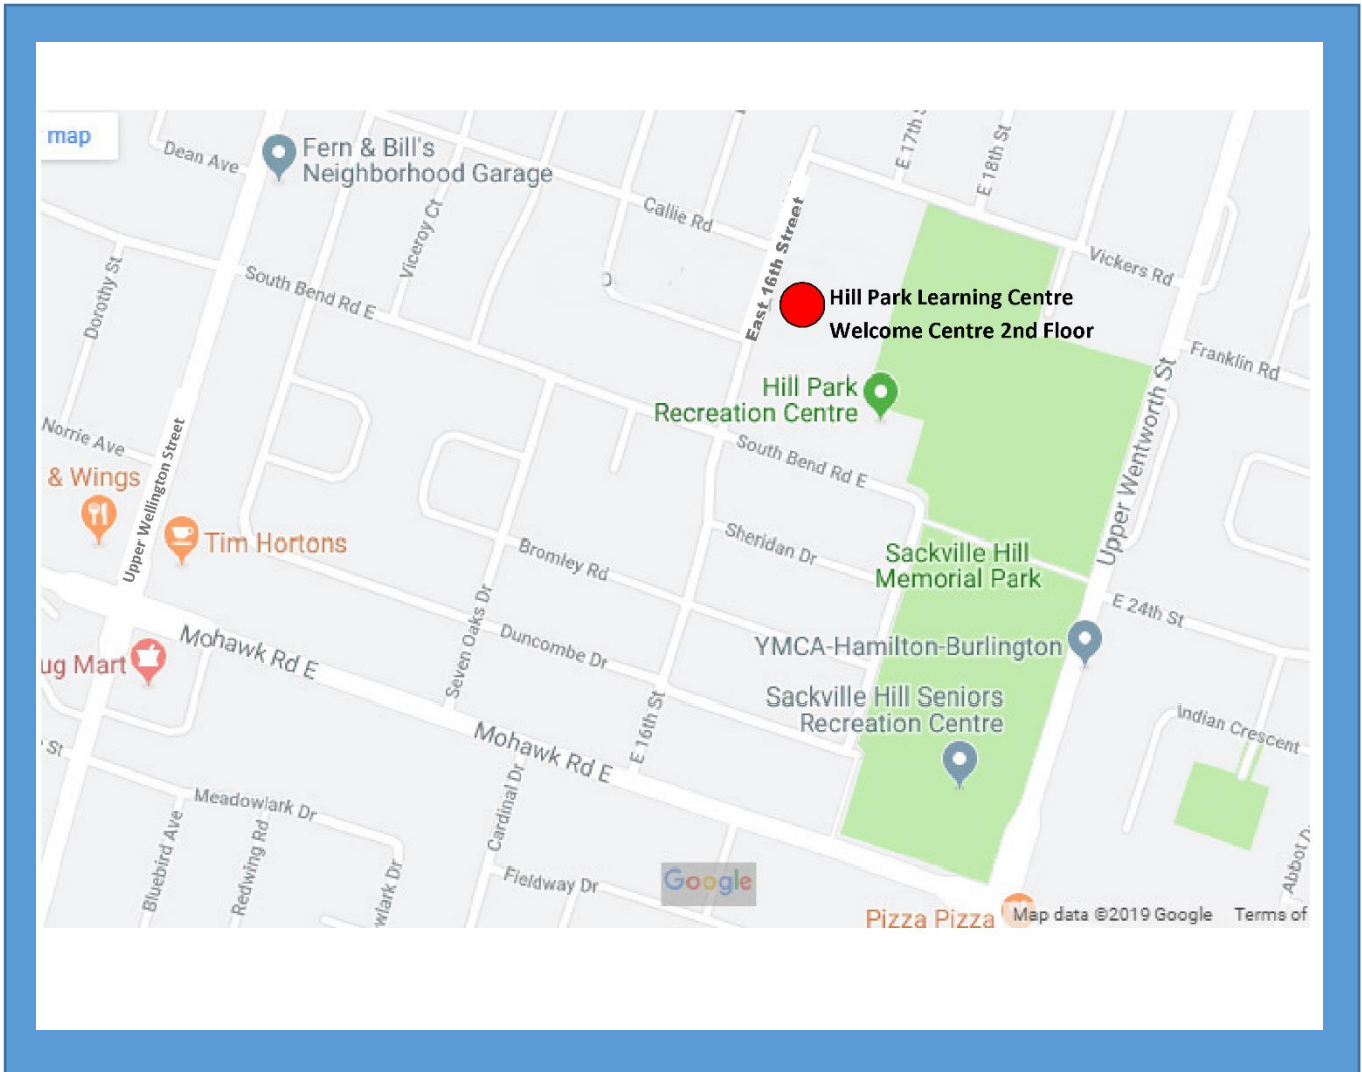 map
Dean Ave
Fern & Bill's
Neighborhood Garage
E 17th S
E 18th St
Callie Rd
Viceroy Ct
East 16th Street
Vickers Rd
Dorothy St
South Bend Rd E
Hill Park Learning Centre
Welcome Centre 2nd Floor
Franklin Rd
Hill Park
Recreation Centre
Norrie Ave
Upper Wellington Street
South Bend Rd E
Upper Wentworth St
& Wings
Tim Hortons
Sheridan Dr
Bromley Rd
Sackville Hill
Memorial Park
E 24th St
Seven Oaks Dr
Duncombe Dr
Mohawk Rd E
YMCA-Hamilton-Burlington
ug Mart
Sackville Hill Seniors
Recreation Centre
E 16th St
Indian Crescent
St
Mohawk Rd E
Meadowlark Dr
Cardinal Dr
Bluebird Ave
Redwing Rd
wlark Dr
Fieldway Dr
Google
Abbot D
Pizza Pizza
Map data ©2019 Google
Terms of